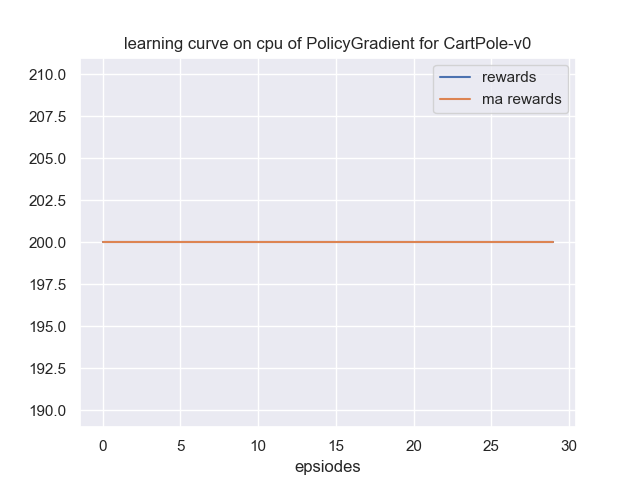 learning curve on cpu of PolicyGradient for CartPole-v0
rewards
ma rewards
210.0
207.5
205.0
202.5
200.0
197.5
195.0
192.5
190.0
0 5 10 15 20 25 30
epsiodes